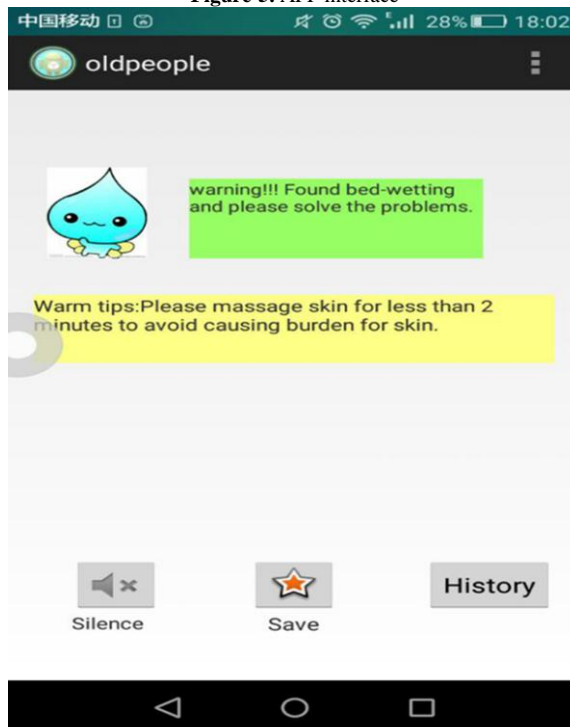 Figure 3. APP interface
中国移动 28% 18:02
oldpeople
warning!!! Found bed-wetting
and please solve the problems.
Warm tips:Please massage skin for less than 2
minutes to avoid causing burden for skin.
History
Silence
Save